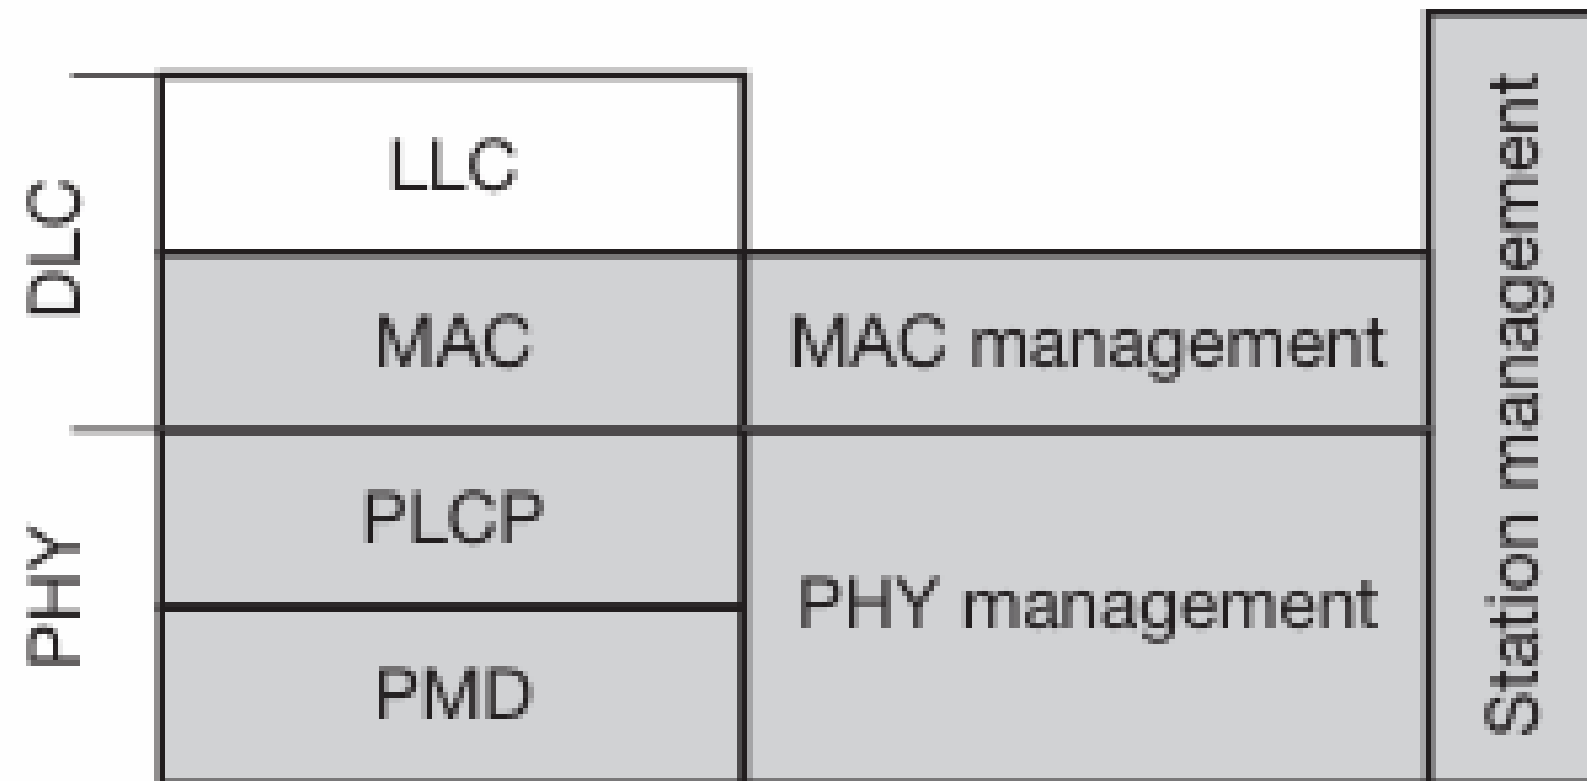 DLC
LLC
MAC
MAC management
PHY
PLCP
PMD
PHY management
Station management